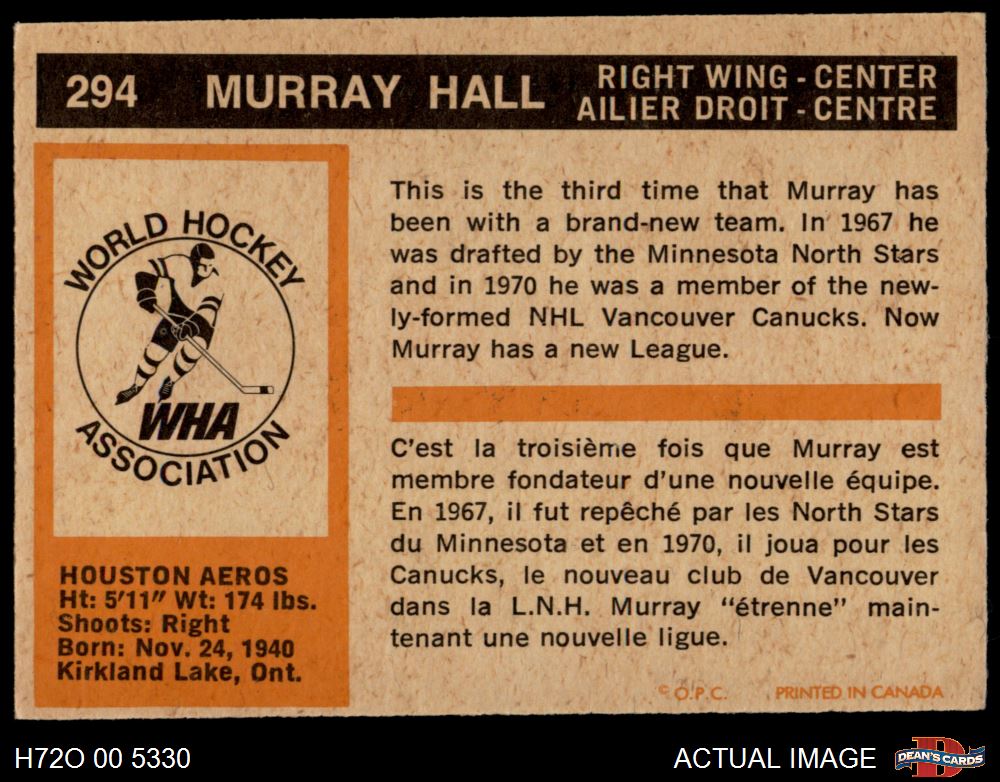 294 MURRAY HALL RIGHT WING - CENTER
AILIER DROIT - CENTRE
WORLD HOCKEY
WHA
ASSOCIATION
HOUSTON AEROS
Ht: 5'11" Wt: 174 lbs.
Shoots: Right
Born: Nov. 24, 1940
Kirkland Lake, Ont.
This is the third time that Murray has
been with a brand-new team. In 1967 he
was drafted by the Minnesota North Stars
and in 1970 he was a member of the new-
ly-formed NHL Vancouver Canucks. Now
Murray has a new League.
C'est la troisième fois que Murray est
membre fondateur d'une nouvelle équipe.
En 1967, il fut repêché par les North Stars
du Minnesota et en 1970, il joua pour les
Canucks, le nouveau club de Vancouver
dans la L.N.H. Murray "étrenne" main-
tenant une nouvelle ligue.
© O.P.C. PRINTED IN CANADA
H72O 00 5330
ACTUAL IMAGE
D
DEAN'S CARDS